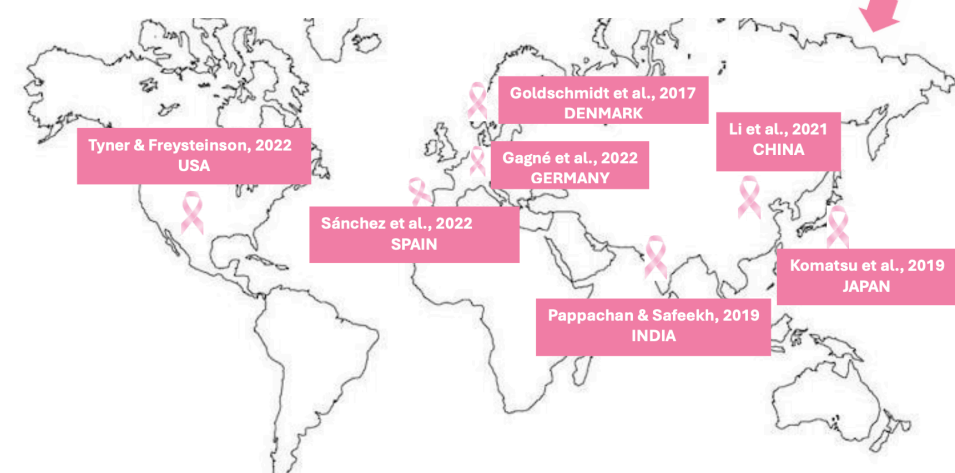 Goldschmidt et al., 2017
DENMARK
Li et al., 2021
CHINA
Tyner & Freysteinson, 2022
USA
Gagné et al., 2022
GERMANY
Sánchez et al., 2022
SPAIN
Komatsu et al., 2019
JAPAN
Pappachan & Safeekh, 2019
INDIA